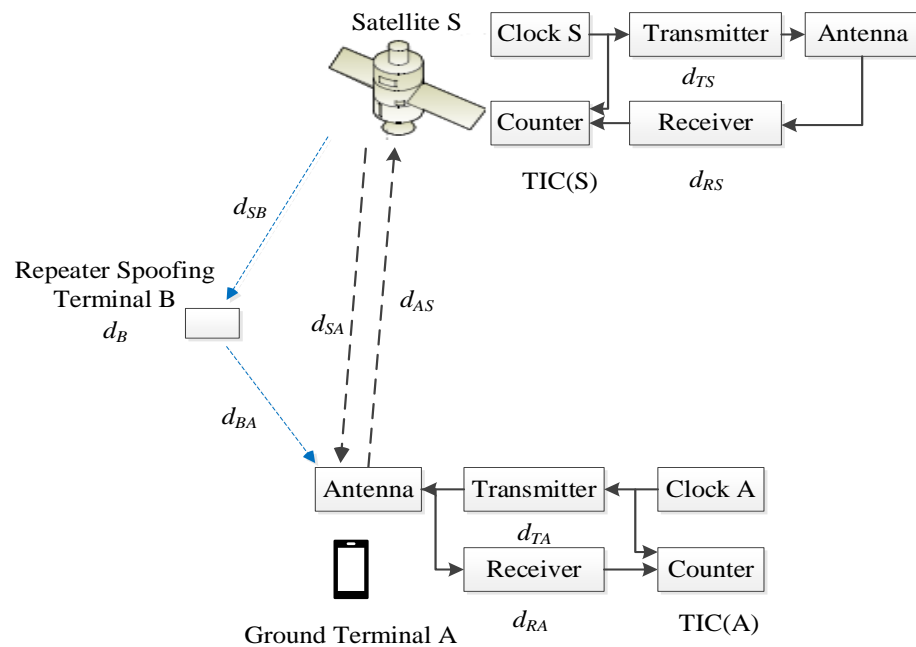 Satellite S
Clock S
Transmitter
Antenna
d_TS
Counter
Receiver
TIC(S)
d_RS
d_SB
Repeater Spoofing
Terminal B
d_B
d_SA
d_AS
d_BA
Antenna
Transmitter
Clock A
d_TA
Receiver
Counter
d_RA
TIC(A)
Ground Terminal A